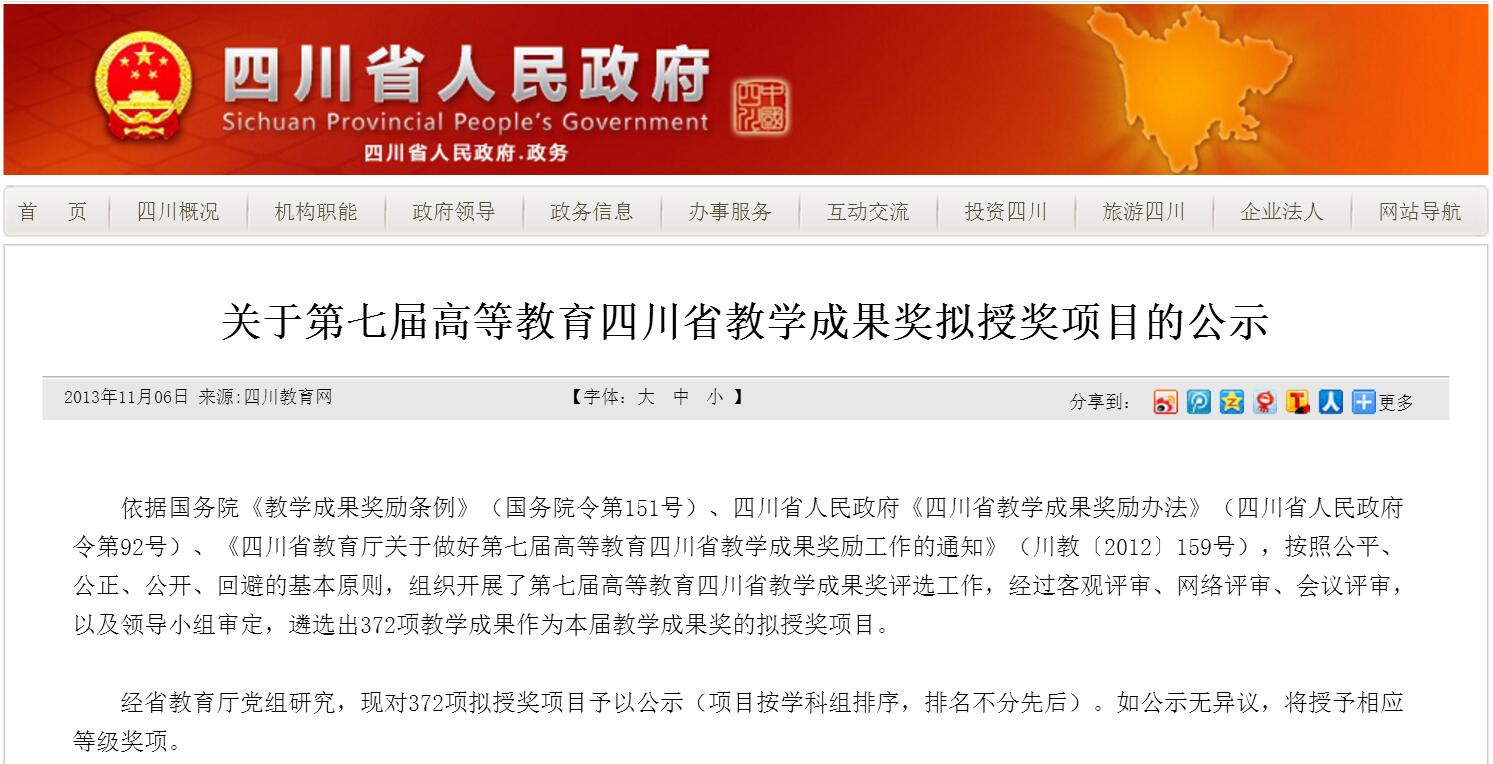 四川省人民政府
中國四川
Sichuan Provincial People's Government
四川省人民政府.政务
首 页 四川概况 机构职能 政府领导 政务信息 办事服务 互动交流 投资四川 旅游四川 企业法人 网站导航
关于第七届高等教育四川省教学成果奖拟授奖项目的公示
2013年11月06日 来源:四川教育网 【字体: 大 中 小 】 分享到: 更多
依据国务院《教学成果奖励条例》（国务院令第151号）、四川省人民政府《四川省教学成果奖励办法》（四川省人民政府
令第92号）、《四川省教育厅关于做好第七届高等教育四川省教学成果奖励工作的通知》（川教〔2012〕159号），按照公平、
公正、公开、回避的基本原则，组织开展了第七届高等教育四川省教学成果奖评选工作，经过客观评审、网络评审、会议评审，
以及领导小组审定，遴选出372项教学成果作为本届教学成果奖的拟授奖项目。
经省教育厅党组研究，现对372项拟授奖项目予以公示（项目按学科组排序，排名不分先后）。如公示无异议，将授予相应
等级奖项。